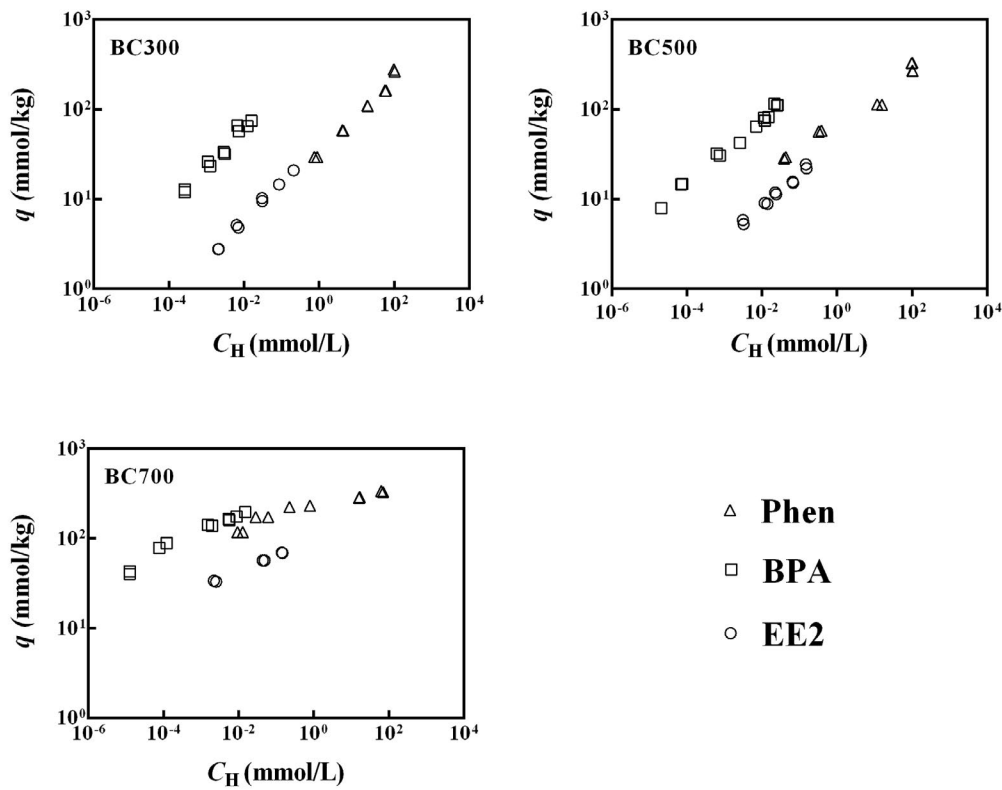 BC300
q (mmol/kg)
10³
10²
10¹
10⁰
10⁻⁶
10⁻⁴
10⁻²
10⁰
10²
10⁴
C_H (mmol/L)
BC500
q (mmol/kg)
10³
10²
10¹
10⁰
10⁻⁶
10⁻⁴
10⁻²
10⁰
10²
10⁴
C_H (mmol/L)
BC700
q (mmol/kg)
10³
10²
10¹
10⁰
10⁻⁶
10⁻⁴
10⁻²
10⁰
10²
10⁴
C_H (mmol/L)
Phen
BPA
EE2